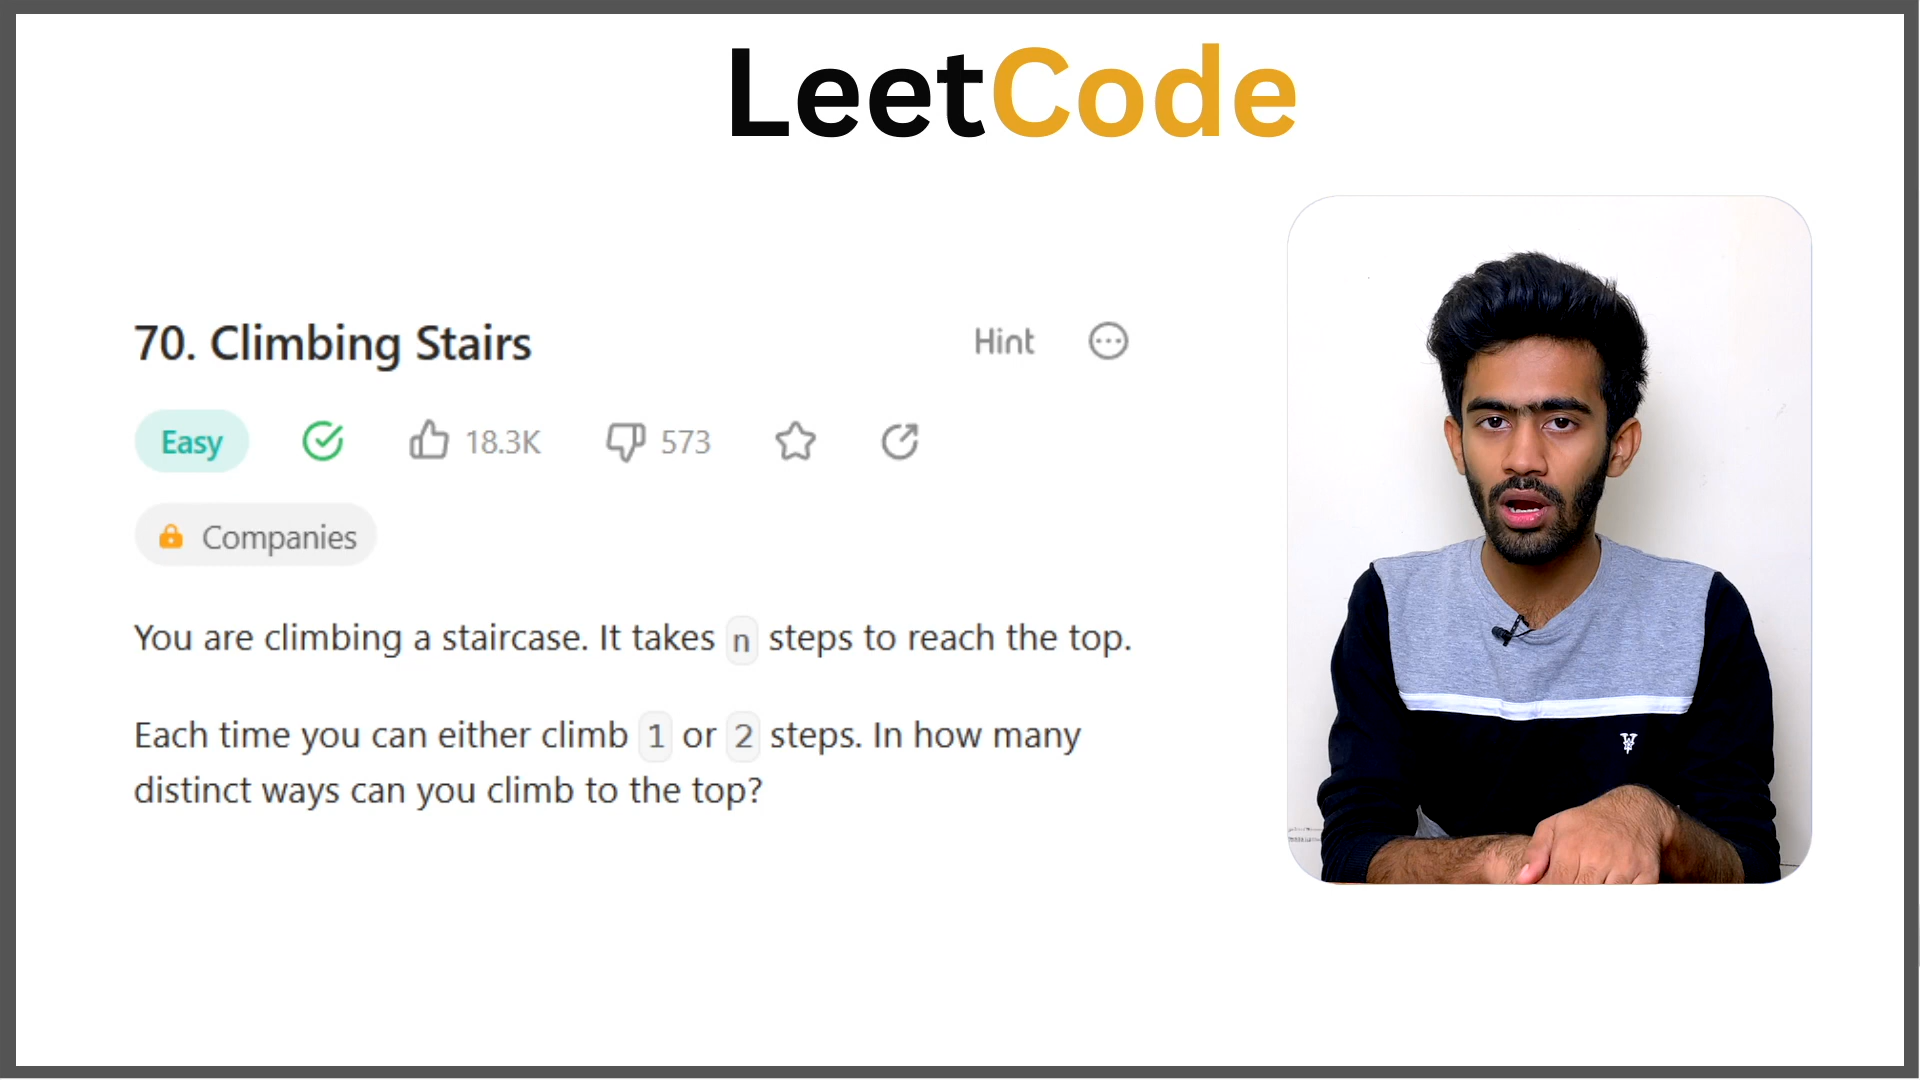 LeetCode
70. Climbing Stairs
Hint
Easy
18.3K
573
Companies
You are climbing a staircase. It takes n steps to reach the top.
Each time you can either climb 1 or 2 steps. In how many
distinct ways can you climb to the top?